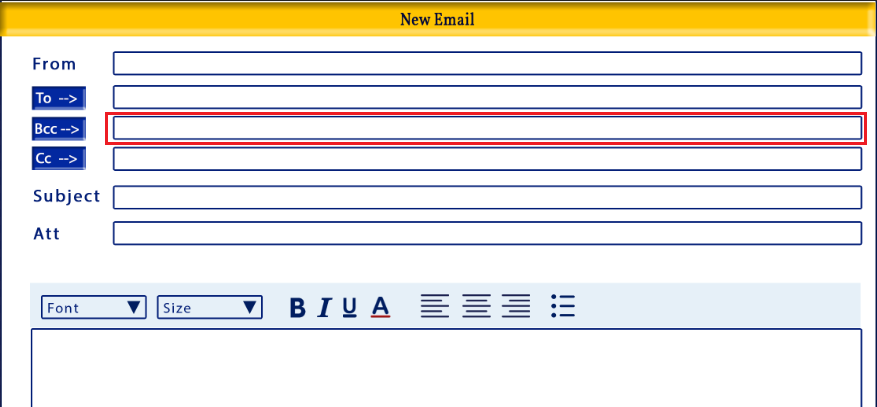 New Email
From
To -->
Bcc -->
Cc -->
Subject
Att
Font Size B I U A